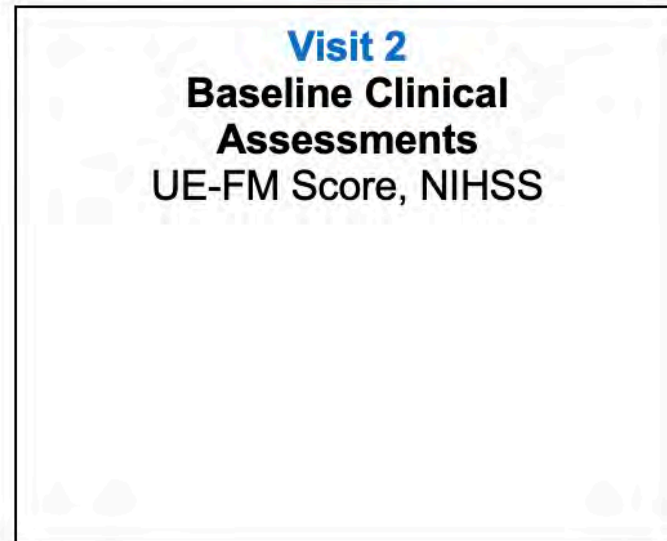 Visit 2
Baseline Clinical
Assessments
UE-FM Score, NIHSS